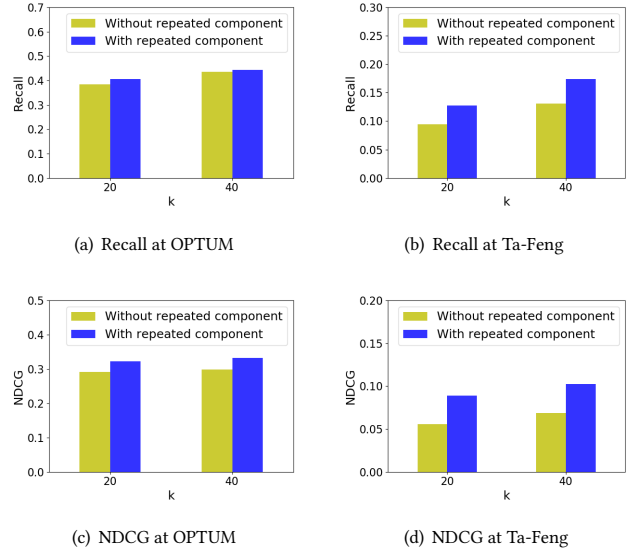 0.7
0.6
0.5
0.4
0.3
0.2
0.1
0.0
Recall
Without repeated component
With repeated component
20
40
k
(a) Recall at OPTUM
0.30
0.25
0.20
0.15
0.10
0.05
0.00
Recall
Without repeated component
With repeated component
20
40
k
(b) Recall at Ta-Feng
0.5
0.4
0.3
0.2
0.1
0.0
NDCG
Without repeated component
With repeated component
20
40
k
(c) NDCG at OPTUM
0.20
0.15
0.10
0.05
0.00
NDCG
Without repeated component
With repeated component
20
40
k
(d) NDCG at Ta-Feng